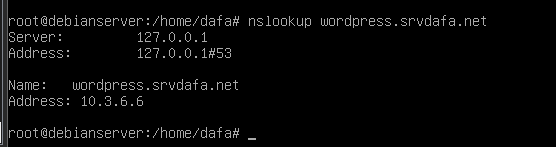 root@debianserver:/home/dafa# nslookup wordpress.srvdafa.net
Server:         127.0.0.1
Address:        127.0.0.1#53

Name:   wordpress.srvdafa.net
Address: 10.3.6.6

root@debianserver:/home/dafa# _